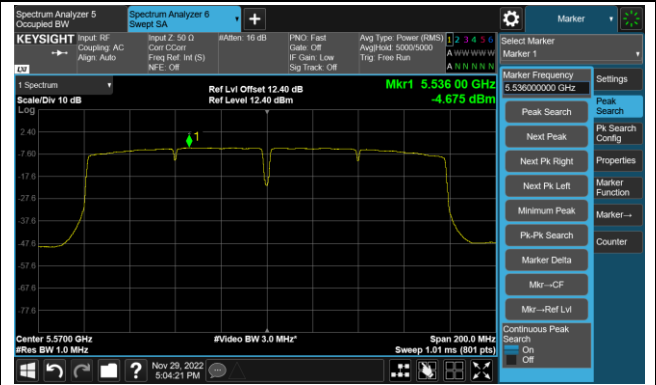 Spectrum Analyzer 5
Occupied BW
Spectrum Analyzer 6
Swept SA
Marker
KEYSIGHT
Input: RF
Coupling: AC
Align: Auto
Input Z: 50 Ω
Corr CCorr
Freq Ref: Int (S)
NFE: Off
#Atten: 16 dB
PNO: Fast
Gate: Off
IF Gain: Low
Sig Track: Off
Avg Type: Power (RMS)
Avg|Hold: 5000/5000
Trig: Free Run
1 2 3 4 5 6
A W W W W W
A N N N N N
LXI
Select Marker
Marker 1
1 Spectrum
Scale/Div 10 dB
Log
Ref Lvl Offset 12.40 dB
Ref Level 12.40 dBm
Mkr1 5.536 00 GHz
-4.675 dBm
1
2.40
-7.60
-17.6
-27.6
-37.6
-47.6
-57.6
-67.6
-77.6
Center 5.5700 GHz
#Res BW 1.0 MHz
#Video BW 3.0 MHz*
Span 200.0 MHz
Sweep 1.01 ms (801 pts)
Marker Frequency
5.536000000 GHz
Peak Search
Next Peak
Next Pk Right
Next Pk Left
Minimum Peak
Pk-Pk Search
Marker Delta
Mkr→CF
Mkr→Ref Lvl
Continuous Peak
Search
On
Off
Settings
Peak
Search
Pk Search
Config
Properties
Marker
Function
Marker→
Counter
?
Nov 29, 2022
5:04:21 PM